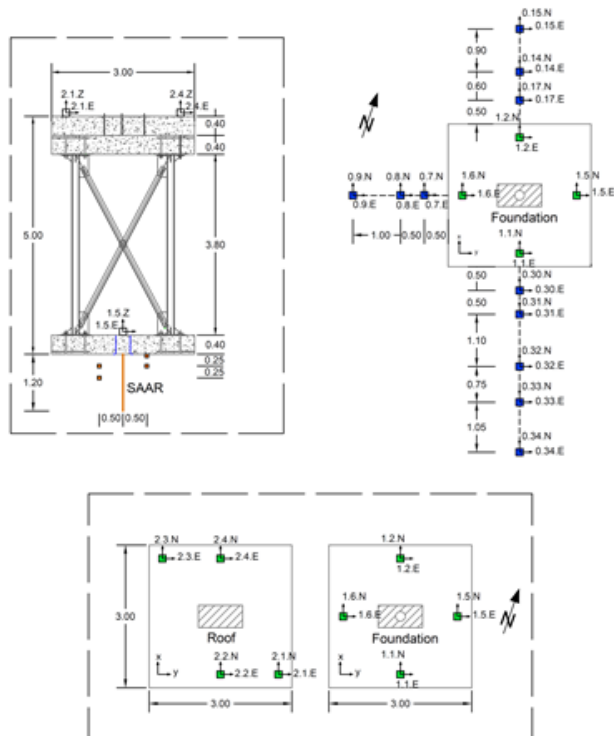 3.00
2.1.Z
2.1.E
2.4.Z
2.4.E
0.40
0.40
5.00
3.80
1.5.Z
1.5.E
0.40
0.25
0.25
1.20
SAAR
0.50 0.50
0.15.N
0.15.E
0.90
0.14.N
0.14.E
0.60
0.17.N
0.17.E
0.50
1.2.N
1.2.E
N
0.9.N
0.9.E
0.8.N
0.8.E
0.7.N
0.7.E
1.6.N
1.6.E
1.5.N
1.5.E
Foundation
1.00 0.50 0.50
x
Y
1.1.N
1.1.E
0.50
0.30.N
0.30.E
0.50
0.31.N
0.31.E
1.10
0.32.N
0.32.E
0.75
0.33.N
0.33.E
1.05
0.34.N
0.34.E
2.3.N
2.3.E
2.4.N
2.4.E
3.00
Roof
x
y
2.2.N
2.2.E
2.1.N
2.1.E
3.00
1.2.N
1.2.E
1.6.N
1.6.E
1.5.N
1.5.E
Foundation
x
y
1.1.N
1.1.E
3.00
N